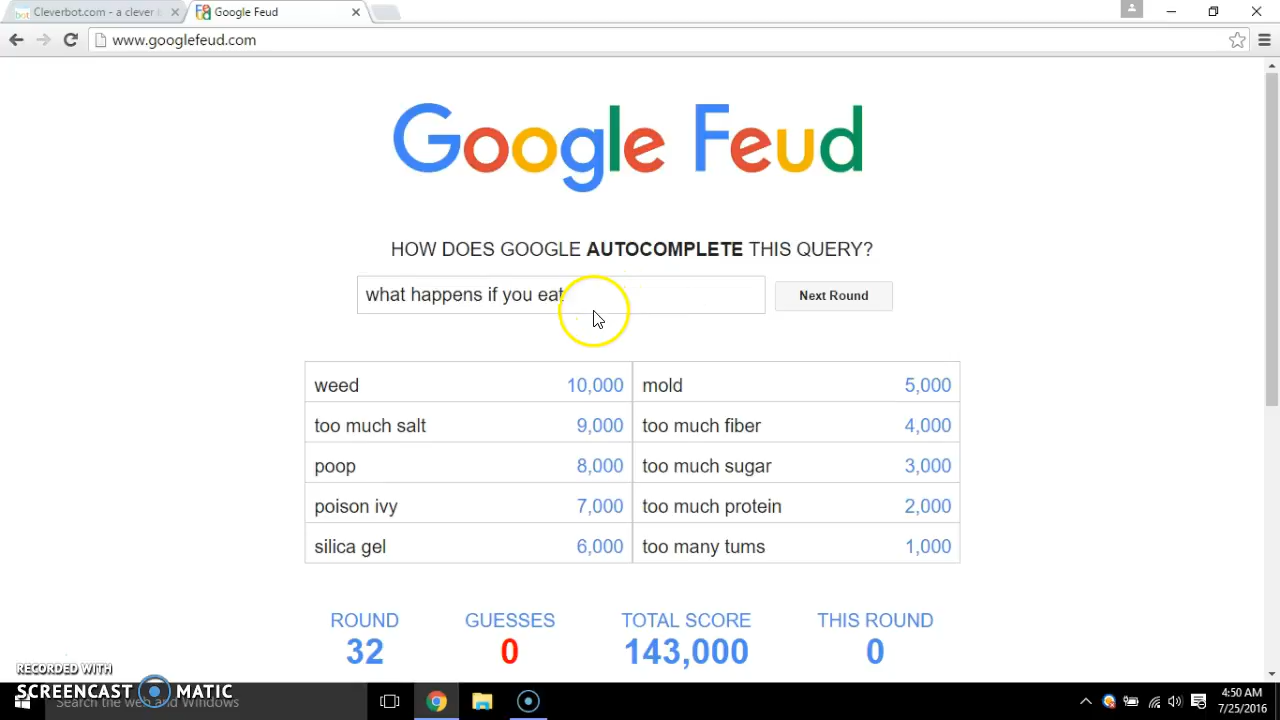 Cleverbot.com - a clever b
Google Feud
www.googlefeud.com
Google Feud
HOW DOES GOOGLE AUTOCOMPLETE THIS QUERY?
what happens if you eat
Next Round
weed 10,000
mold 5,000
too much salt 9,000
too much fiber 4,000
poop 8,000
too much sugar 3,000
poison ivy 7,000
too much protein 2,000
silica gel 6,000
too many tums 1,000
ROUND GUESSES TOTAL SCORE THIS ROUND
32 0 143,000 0
RECORDED WITH
SCREENCAST MATIC
Search the web and Windows
4:50 AM
7/25/2016